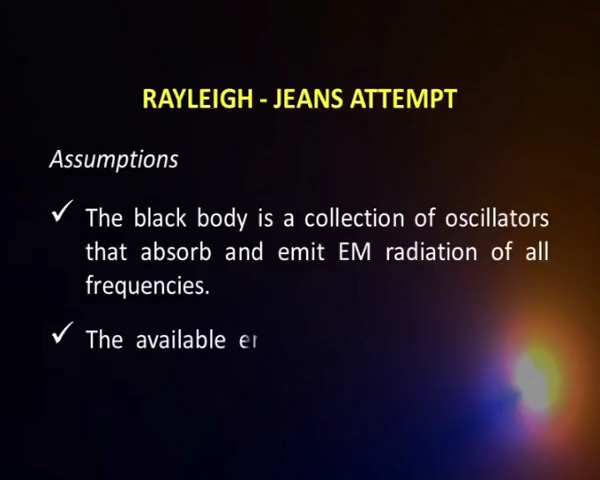 RAYLEIGH - JEANS ATTEMPT
Assumptions
✓ The black body is a collection of oscillators
that absorb and emit EM radiation of all
frequencies.
✓ The available er